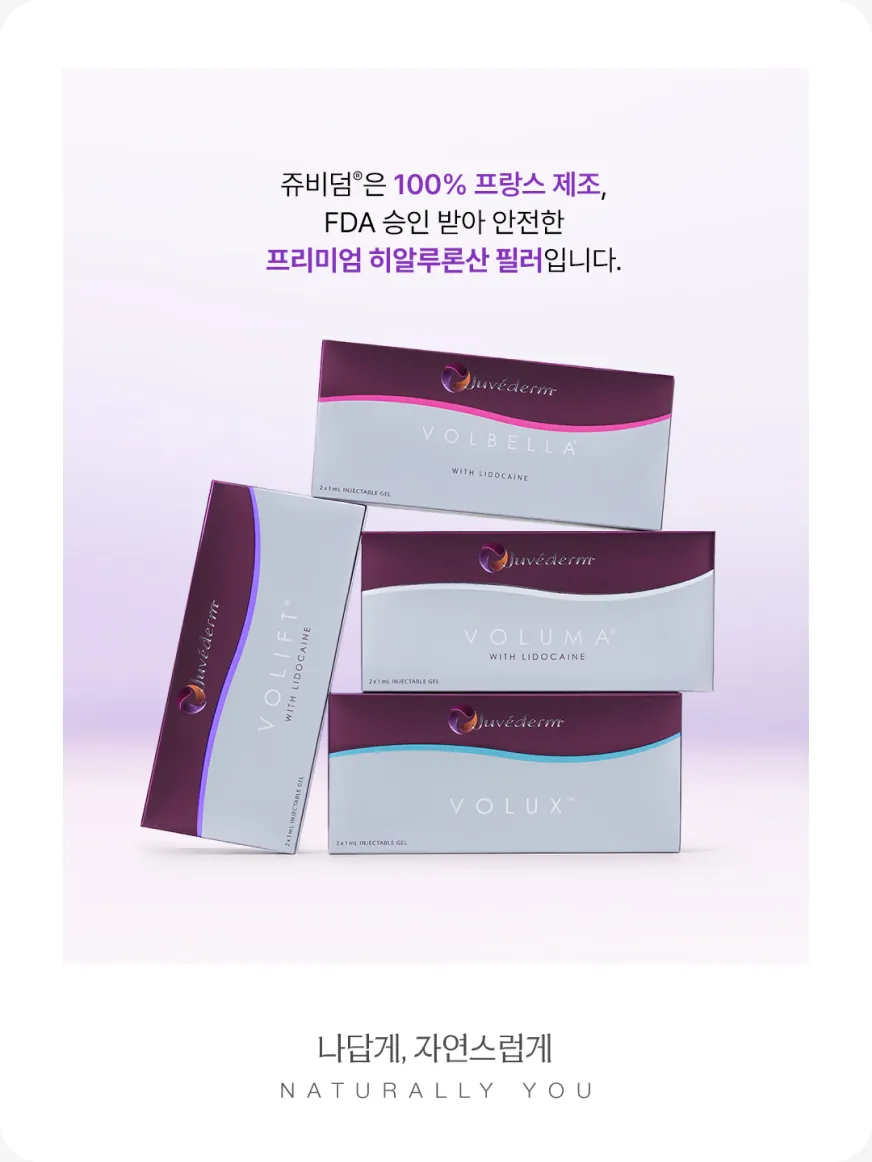 쥬비덤®은 100% 프랑스 제조,
FDA 승인 받아 안전한
프리미엄 히알루론산 필러입니다.
Juvéderm
VOLBELLA
WITH LIDOCAINE
2 x 1 mL INJECTABLE GEL
Juvéderm
VOLIFT®
WITH LIDOCAINE
2 x 1 mL INJECTABLE GEL
Juvéderm
VOLUMA®
WITH LIDOCAINE
2 x 1 mL INJECTABLE GEL
Juvéderm
VOLUX™
2 x 1 mL INJECTABLE GEL
나답게, 자연스럽게
NATURALLY YOU